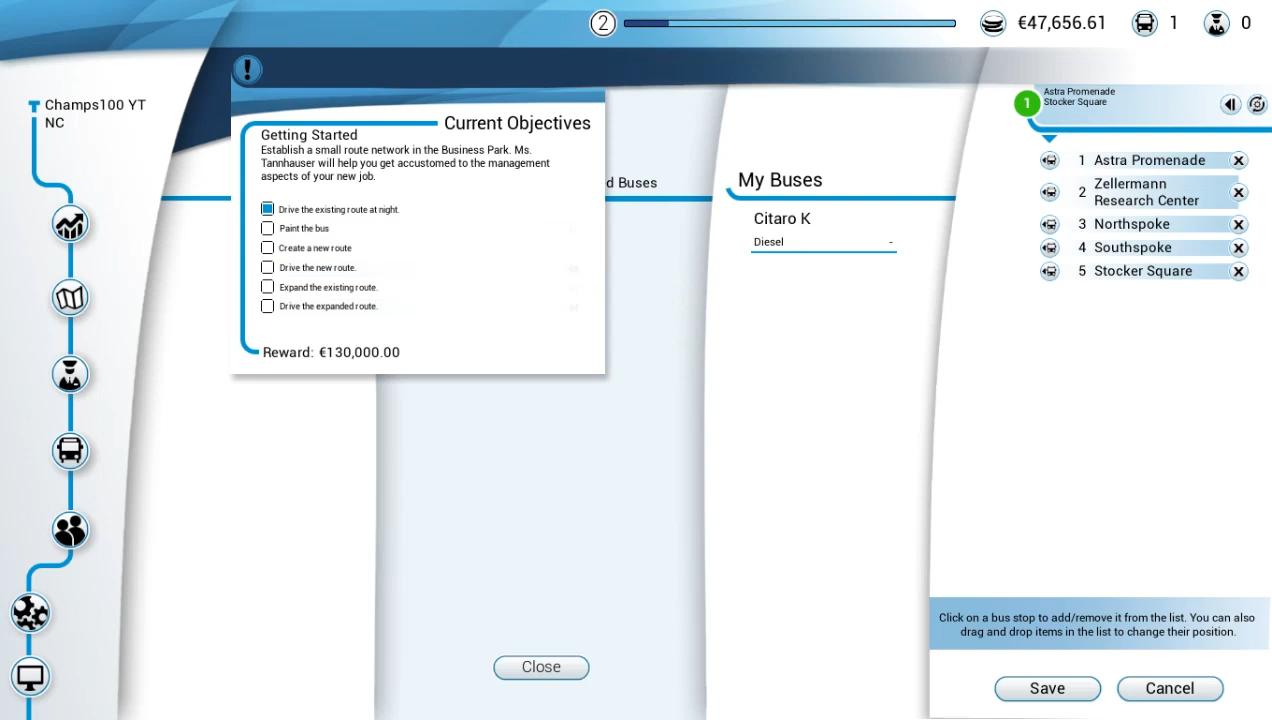 2
€47,656.61
1
0
Champs100 YT
NC
!
Current Objectives
Getting Started
Establish a small route network in the Business Park. Ms.
Tannhauser will help you get accustomed to the management
aspects of your new job.
Drive the existing route at night.
Paint the bus
Create a new route
Drive the new route.
Expand the existing route.
Drive the expanded route.
Reward: €130,000.00
d Buses
My Buses
Citaro K
Diesel -
1
Astra Promenade
Stocker Square
1 Astra Promenade
2 Zellermann
Research Center
3 Northspoke
4 Southspoke
5 Stocker Square
Click on a bus stop to add/remove it from the list. You can also
drag and drop items in the list to change their position.
Close
Save
Cancel